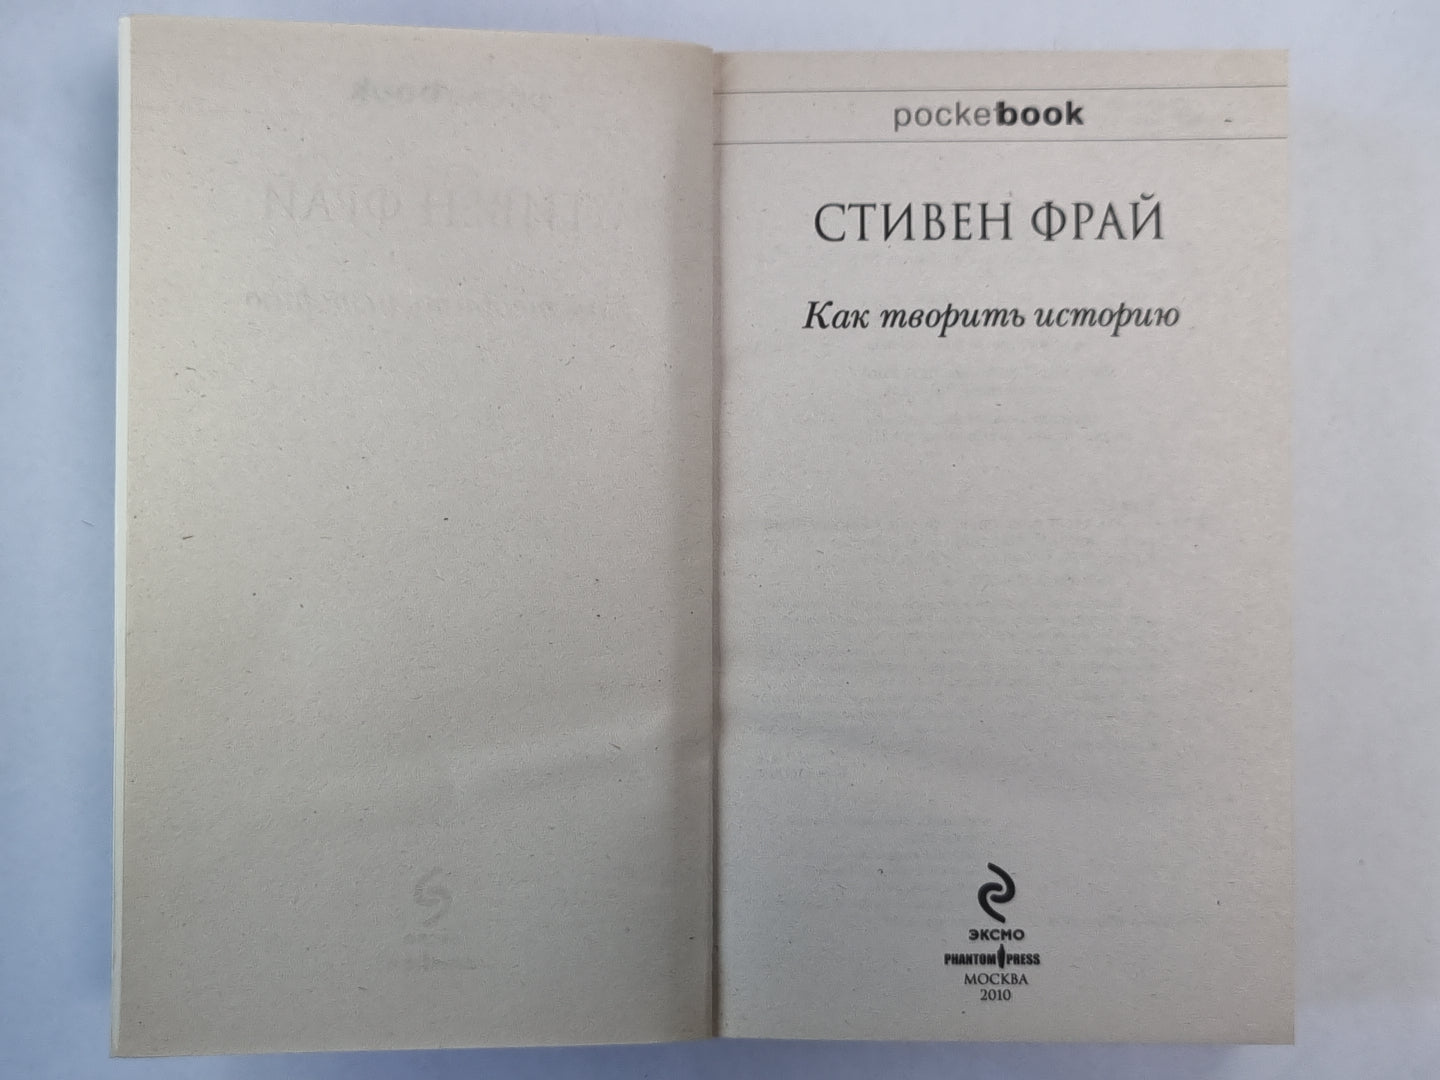 pocketbook
СТИВЕН ФРАЙ
Как творить историю
ЭКСМО
PHANTOM PRESS
МОСКВА
2010